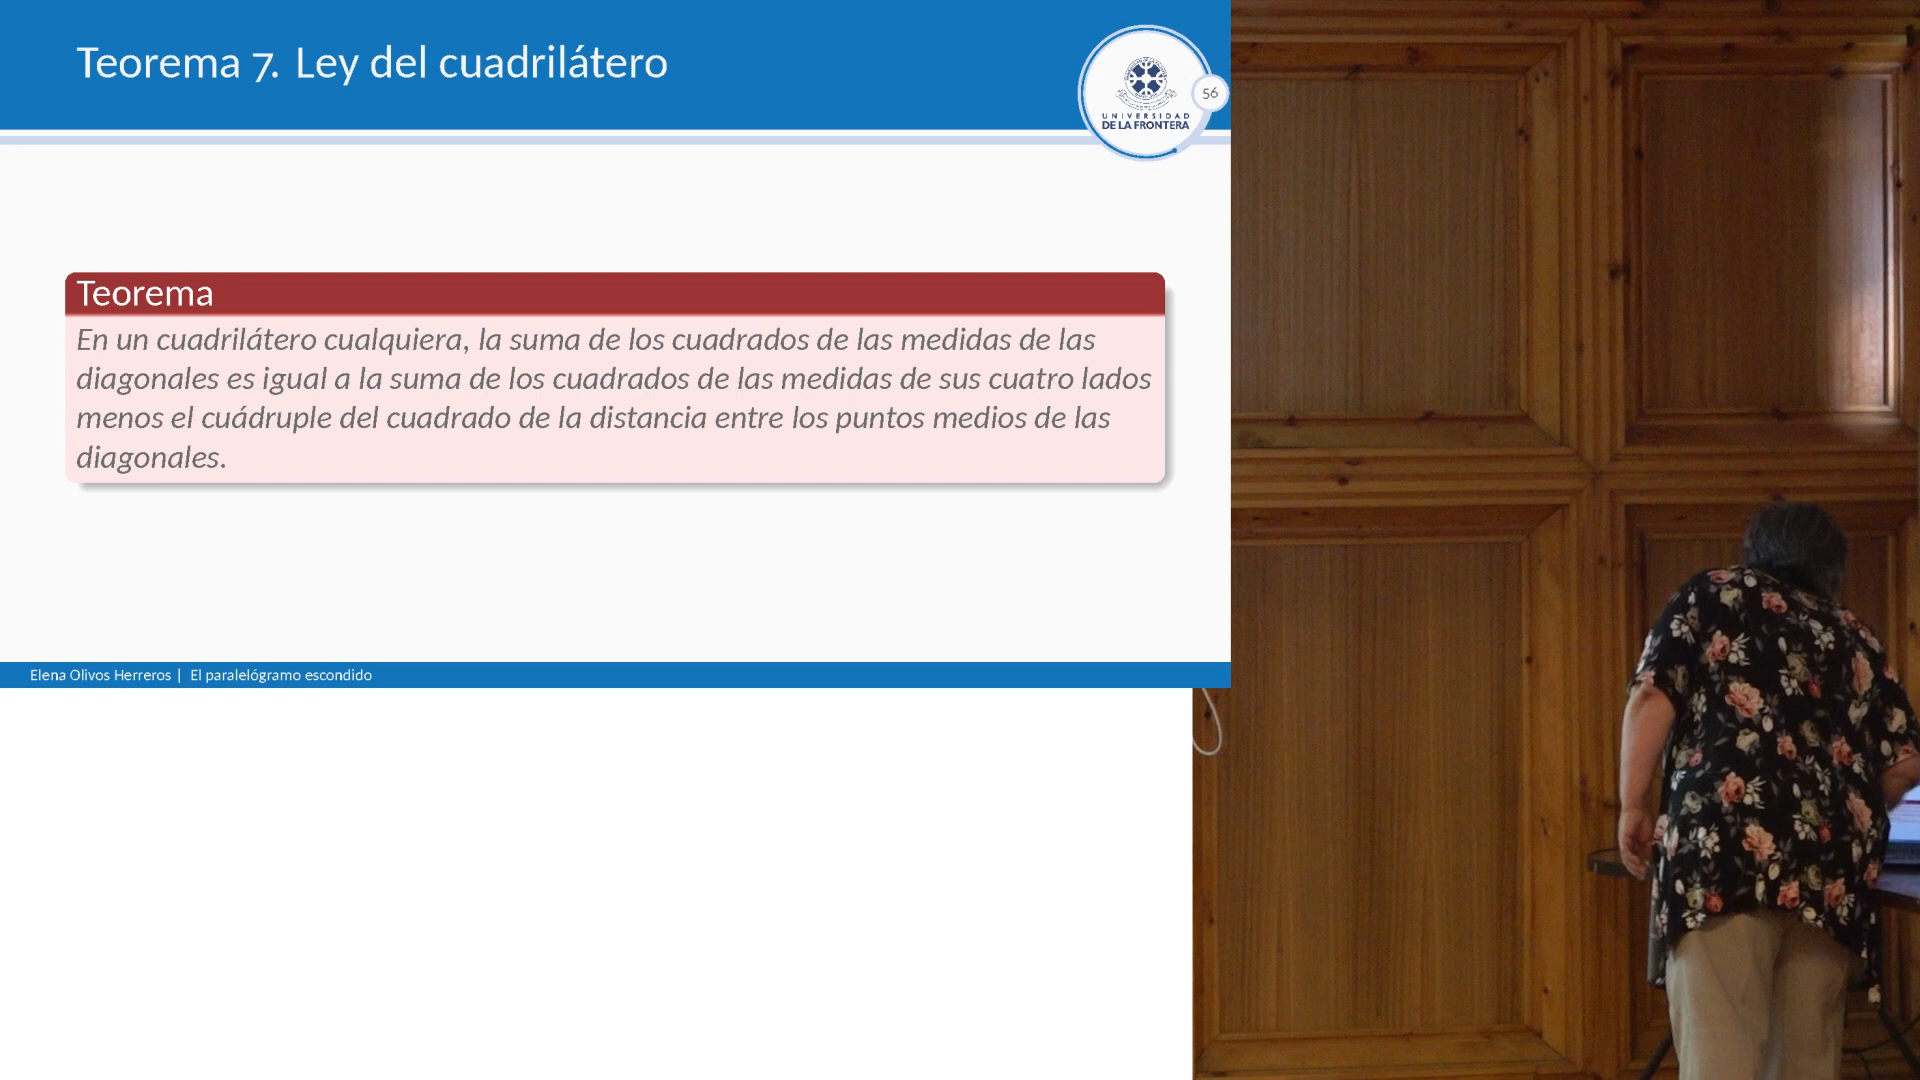 Teorema 7. Ley del cuadrilátero
56
UNIVERSIDAD
DE LA FRONTERA
Teorema
En un cuadrilátero cualquiera, la suma de los cuadrados de las medidas de las
diagonales es igual a la suma de los cuadrados de las medidas de sus cuatro lados
menos el cuádruple del cuadrado de la distancia entre los puntos medios de las
diagonales.
Elena Olivos Herreros | El paralelógramo escondido